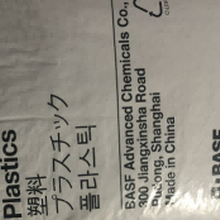 Plastics
塑料
プラスチック
플라스틱
BASF Advanced Chemicals Co.,
300 Jiangxinsha Road
Pudong, Shanghai
Made in China